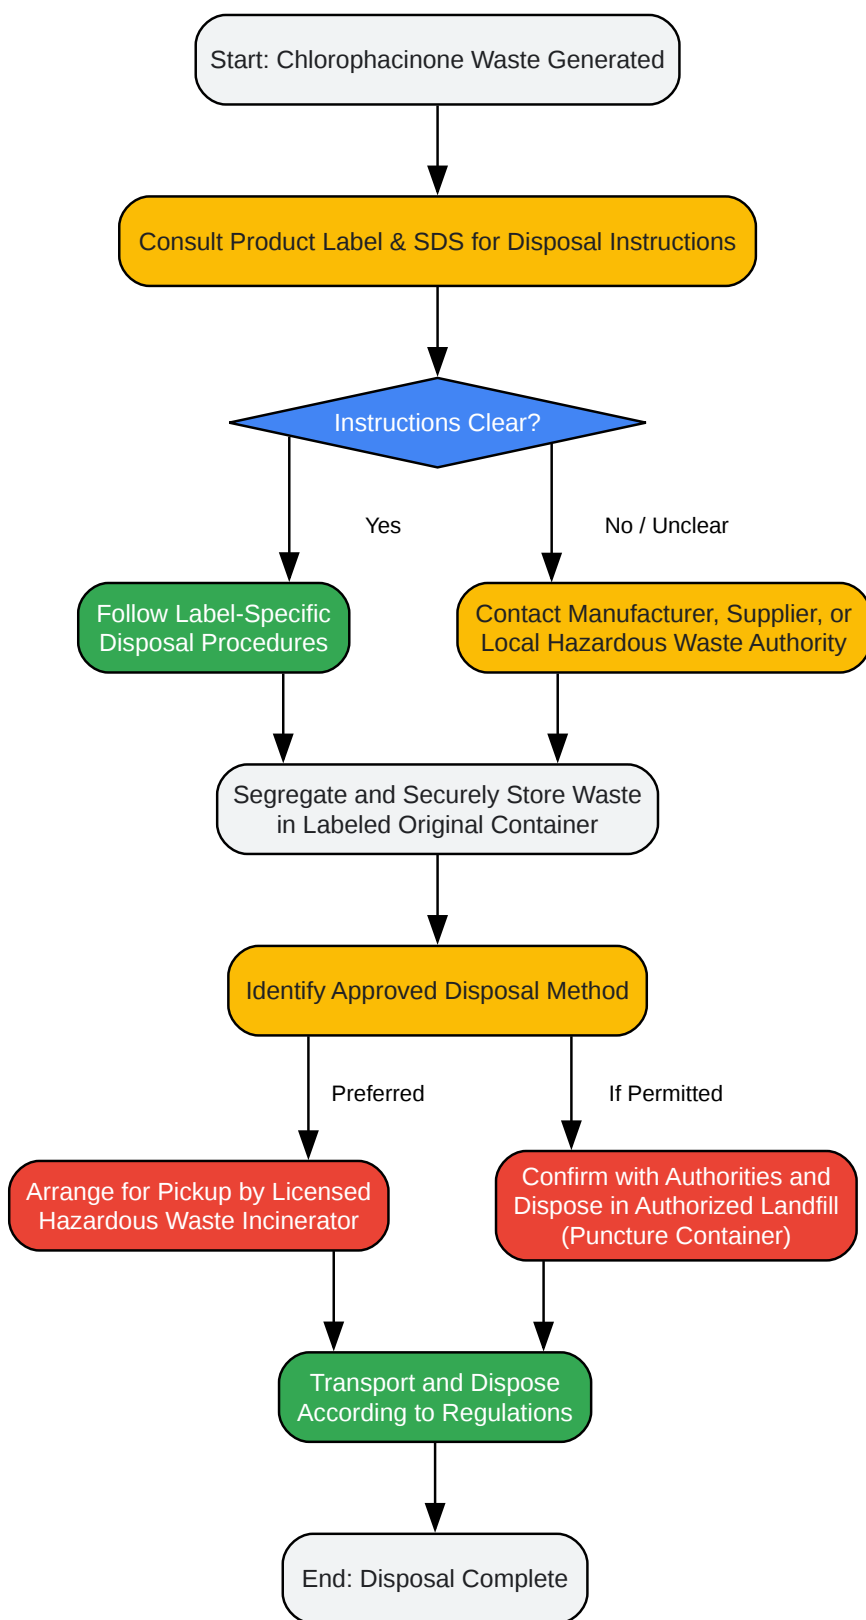 Start: Chlorophacinone Waste Generated
Consult Product Label & SDS for Disposal Instructions
Instructions Clear?
Yes
No / Unclear
Follow Label-Specific
Disposal Procedures
Contact Manufacturer, Supplier, or
Local Hazardous Waste Authority
Segregate and Securely Store Waste
in Labeled Original Container
Identify Approved Disposal Method
Preferred
If Permitted
Arrange for Pickup by Licensed
Hazardous Waste Incinerator
Confirm with Authorities and
Dispose in Authorized Landfill
(Puncture Container)
Transport and Dispose
According to Regulations
End: Disposal Complete